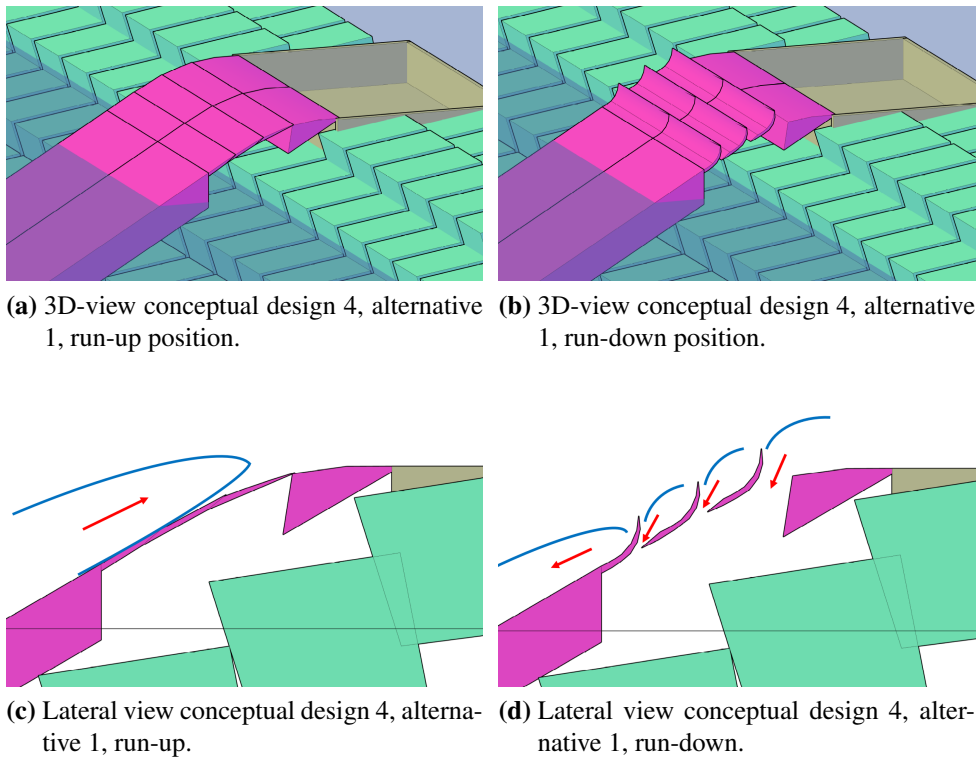 (a) 3D-view conceptual design 4, alternative
1, run-up position.
(b) 3D-view conceptual design 4, alternative
1, run-down position.
(c) Lateral view conceptual design 4, alterna-
tive 1, run-up.
(d) Lateral view conceptual design 4, alter-
native 1, run-down.